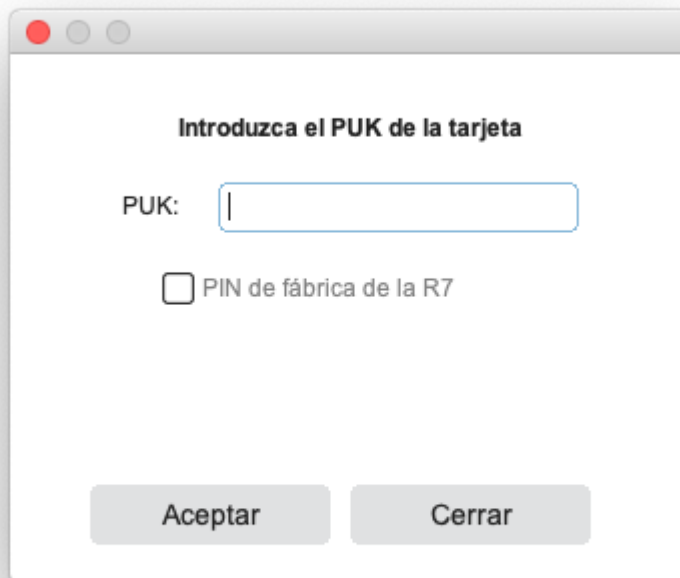 Introduzca el PUK de la tarjeta
PUK:
PIN de fábrica de la R7
Aceptar Cerrar